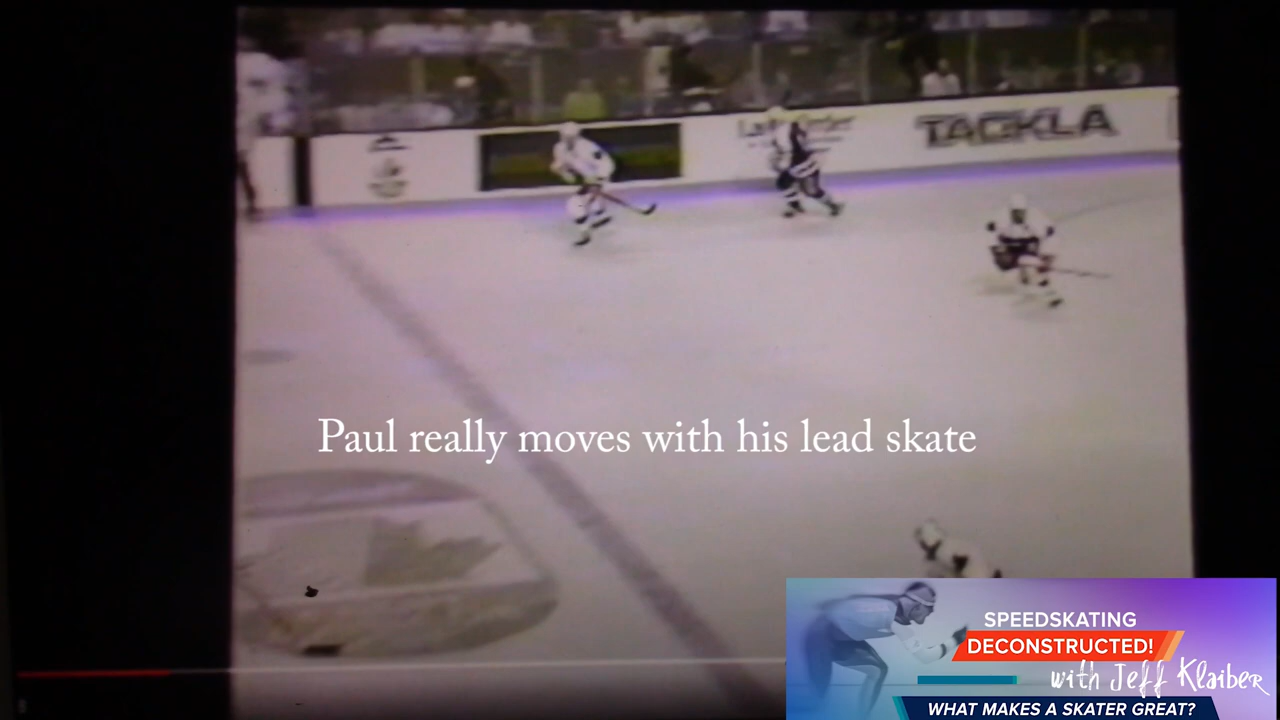 TACKLA
Paul really moves with his lead skate
SPEEDSKATING
DECONSTRUCTED!
with Jeff Klaiber
WHAT MAKES A SKATER GREAT?